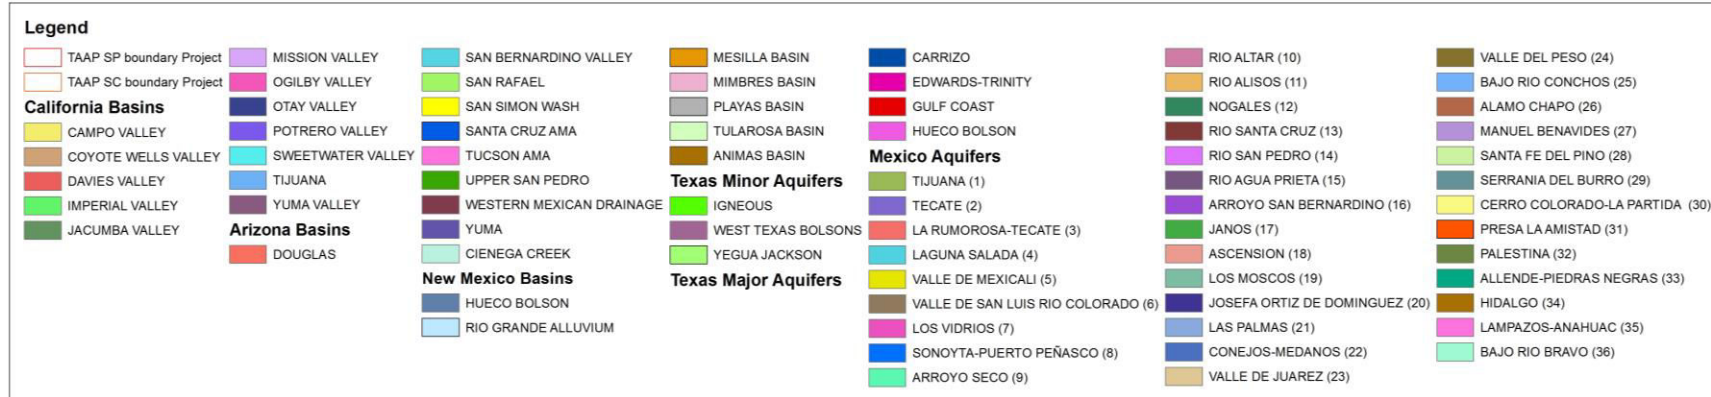 Legend
TAAP SP boundary Project
TAAP SC boundary Project
California Basins
CAMPO VALLEY
COYOTE WELLS VALLEY
DAVIES VALLEY
IMPERIAL VALLEY
JACUMBA VALLEY
MISSION VALLEY
OGILBY VALLEY
OTAY VALLEY
POTRERO VALLEY
SWEETWATER VALLEY
TIJUANA
YUMA VALLEY
Arizona Basins
DOUGLAS
SAN BERNARDINO VALLEY
SAN RAFAEL
SAN SIMON WASH
SANTA CRUZ AMA
TUCSON AMA
UPPER SAN PEDRO
WESTERN MEXICAN DRAINAGE
YUMA
CIENEGA CREEK
New Mexico Basins
HUECO BOLSON
RIO GRANDE ALLUVIUM
MESILLA BASIN
MIMBRES BASIN
PLAYAS BASIN
TULAROSA BASIN
ANIMAS BASIN
Texas Minor Aquifers
IGNEOUS
WEST TEXAS BOLSONS
YEGUA JACKSON
Texas Major Aquifers
CARRIZO
EDWARDS-TRINITY
GULF COAST
HUECO BOLSON
Mexico Aquifers
TIJUANA (1)
TECATE (2)
LA RUMOROSA-TECATE (3)
LAGUNA SALADA (4)
VALLE DE MEXICALI (5)
VALLE DE SAN LUIS RIO COLORADO (6)
LOS VIDRIOS (7)
SONOYTA-PUERTO PEÑASCO (8)
ARROYO SECO (9)
RIO ALTAR (10)
RIO ALISOS (11)
NOGALES (12)
RIO SANTA CRUZ (13)
RIO SAN PEDRO (14)
RIO AGUA PRIETA (15)
ARROYO SAN BERNARDINO (16)
JANOS (17)
ASCENSION (18)
LOS MOSCOS (19)
JOSEFA ORTIZ DE DOMINGUEZ (20)
LAS PALMAS (21)
CONEJOS-MEDANOS (22)
VALLE DE JUAREZ (23)
VALLE DEL PESO (24)
BAJO RIO CONCHOS (25)
ALAMO CHAPO (26)
MANUEL BENAVIDES (27)
SANTA FE DEL PINO (28)
SERRANIA DEL BURRO (29)
CERRO COLORADO-LA PARTIDA (30)
PRESA LA AMISTAD (31)
PALESTINA (32)
ALLENDE-PIEDRAS NEGRAS (33)
HIDALGO (34)
LAMPAZOS-ANAHUAC (35)
BAJO RIO BRAVO (36)